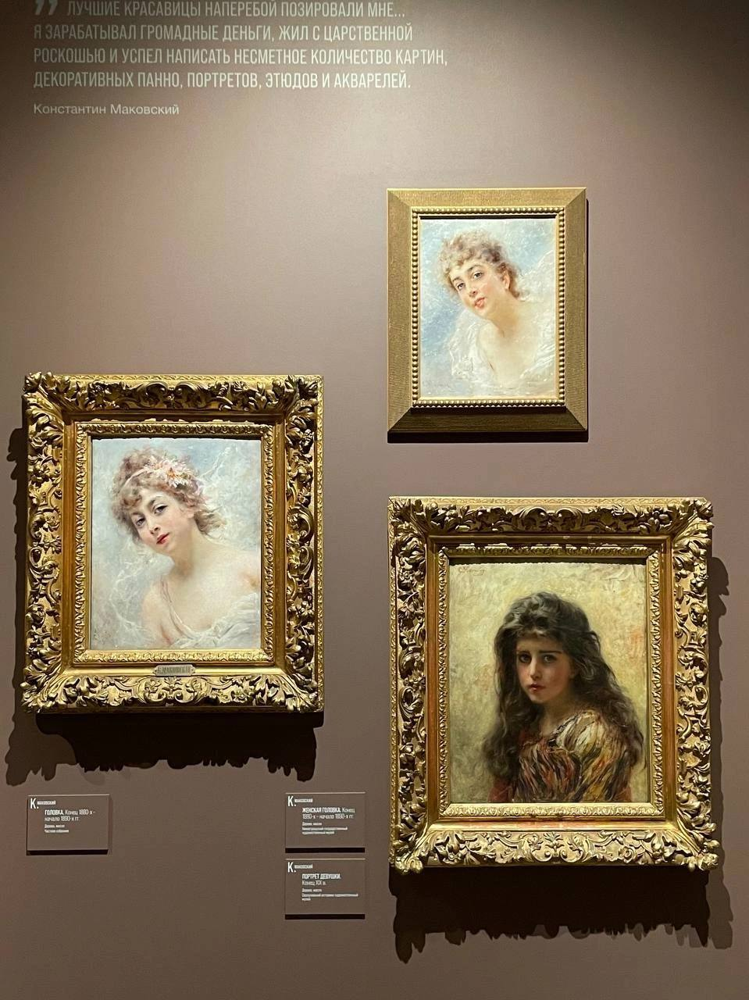 ” ЛУЧШИЕ КРАСАВИЦЫ НАПЕРЕБОЙ ПОЗИРОВАЛИ МНЕ...
Я ЗАРАБАТЫВАЛ ГРОМАДНЫЕ ДЕНЬГИ, ЖИЛ С ЦАРСТВЕННОЙ
РОСКОШЬЮ И УСПЕЛ НАПИСАТЬ НЕСМЕТНОЕ КОЛИЧЕСТВО КАРТИН,
ДЕКОРАТИВНЫХ ПАННО, ПОРТРЕТОВ, ЭТЮДОВ И АКВАРЕЛЕЙ.
Константин Маковский
К.МАКОВСКIЙ
К. МАКОВСКИЙ
ГОЛОВКА. Конец 1880-х –
начало 1890-х гг.
Дерево, масло
Частное собрание
К. МАКОВСКИЙ
ЖЕНСКАЯ ГОЛОВКА. Конец
1880-х – начало 1890-х гг.
Дерево, масло
Нижегородский государственный
художественный музей
К. МАКОВСКИЙ
ПОРТРЕТ ДЕВУШКИ.
Конец XIX в.
Дерево, масло
Серпуховский историко-художественный
музей